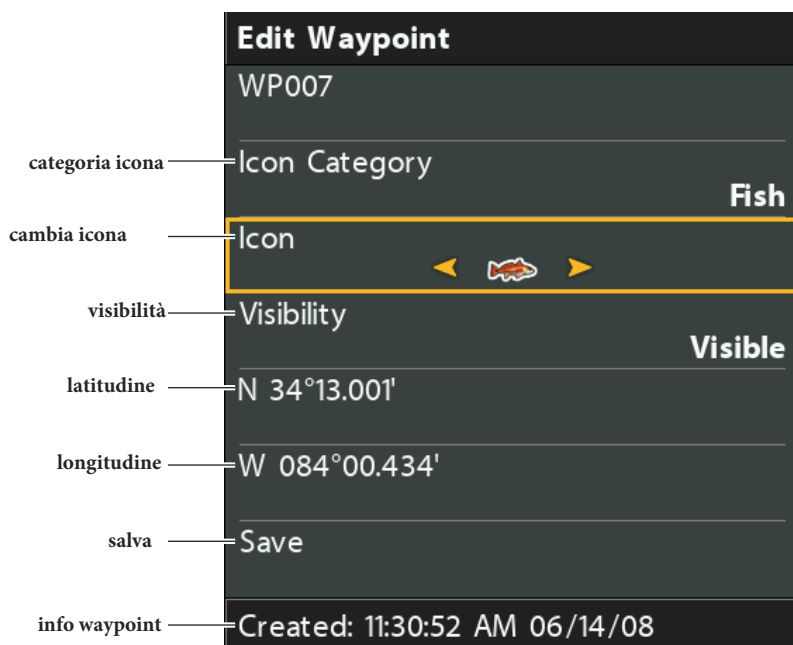 Edit Waypoint
WP007
categoria icona
Icon Category
Fish
cambia icona
Icon
visibilità
Visibility
Visible
latitudine
N 34°13.001'
longitudine
W 084°00.434'
salva
Save
info waypoint
Created: 11:30:52 AM 06/14/08